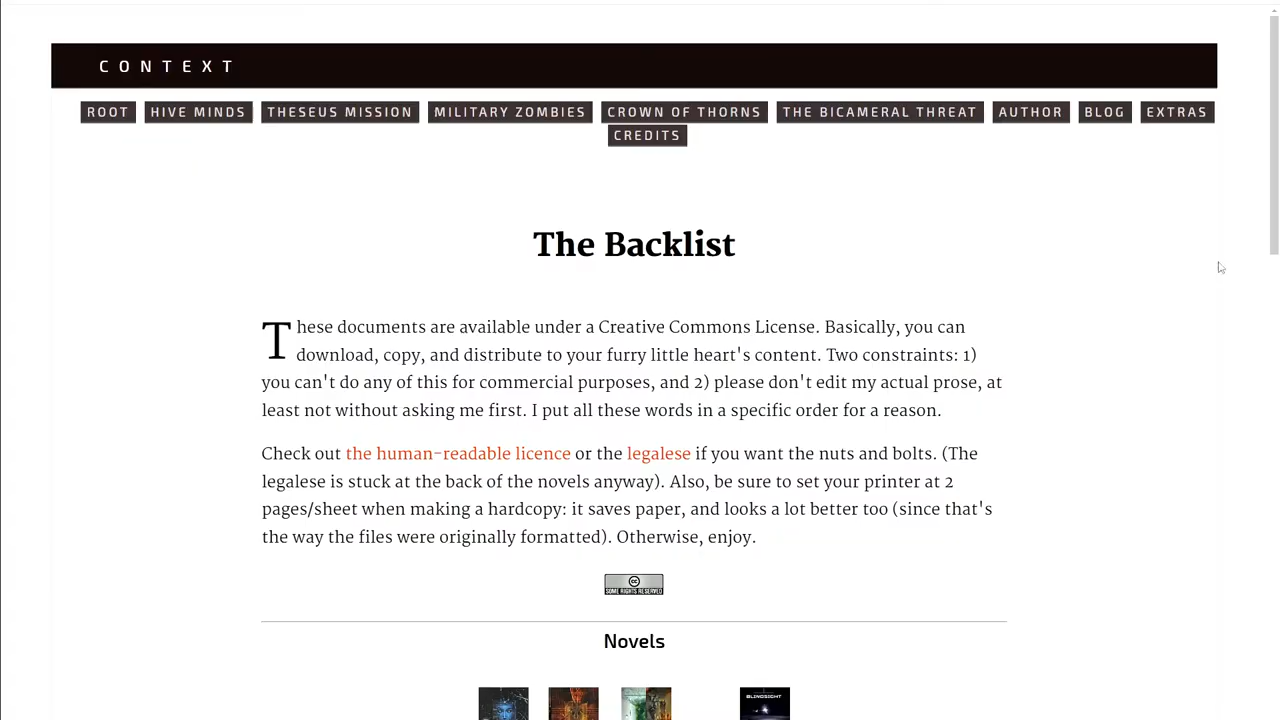 CONTEXT
ROOT HIVE MINDS THESEUS MISSION MILITARY ZOMBIES CROWN OF THORNS THE BICAMERAL THREAT AUTHOR BLOG EXTRAS
CREDITS
The Backlist
These documents are available under a Creative Commons License. Basically, you can
download, copy, and distribute to your furry little heart's content. Two constraints: 1)
you can't do any of this for commercial purposes, and 2) please don't edit my actual prose, at
least not without asking me first. I put all these words in a specific order for a reason.
Check out the human-readable licence or the legalese if you want the nuts and bolts. (The
legalese is stuck at the back of the novels anyway). Also, be sure to set your printer at 2
pages/sheet when making a hardcopy: it saves paper, and looks a lot better too (since that's
the way the files were originally formatted). Otherwise, enjoy.
cc
SOME RIGHTS RESERVED
Novels
BLINDSIGHT